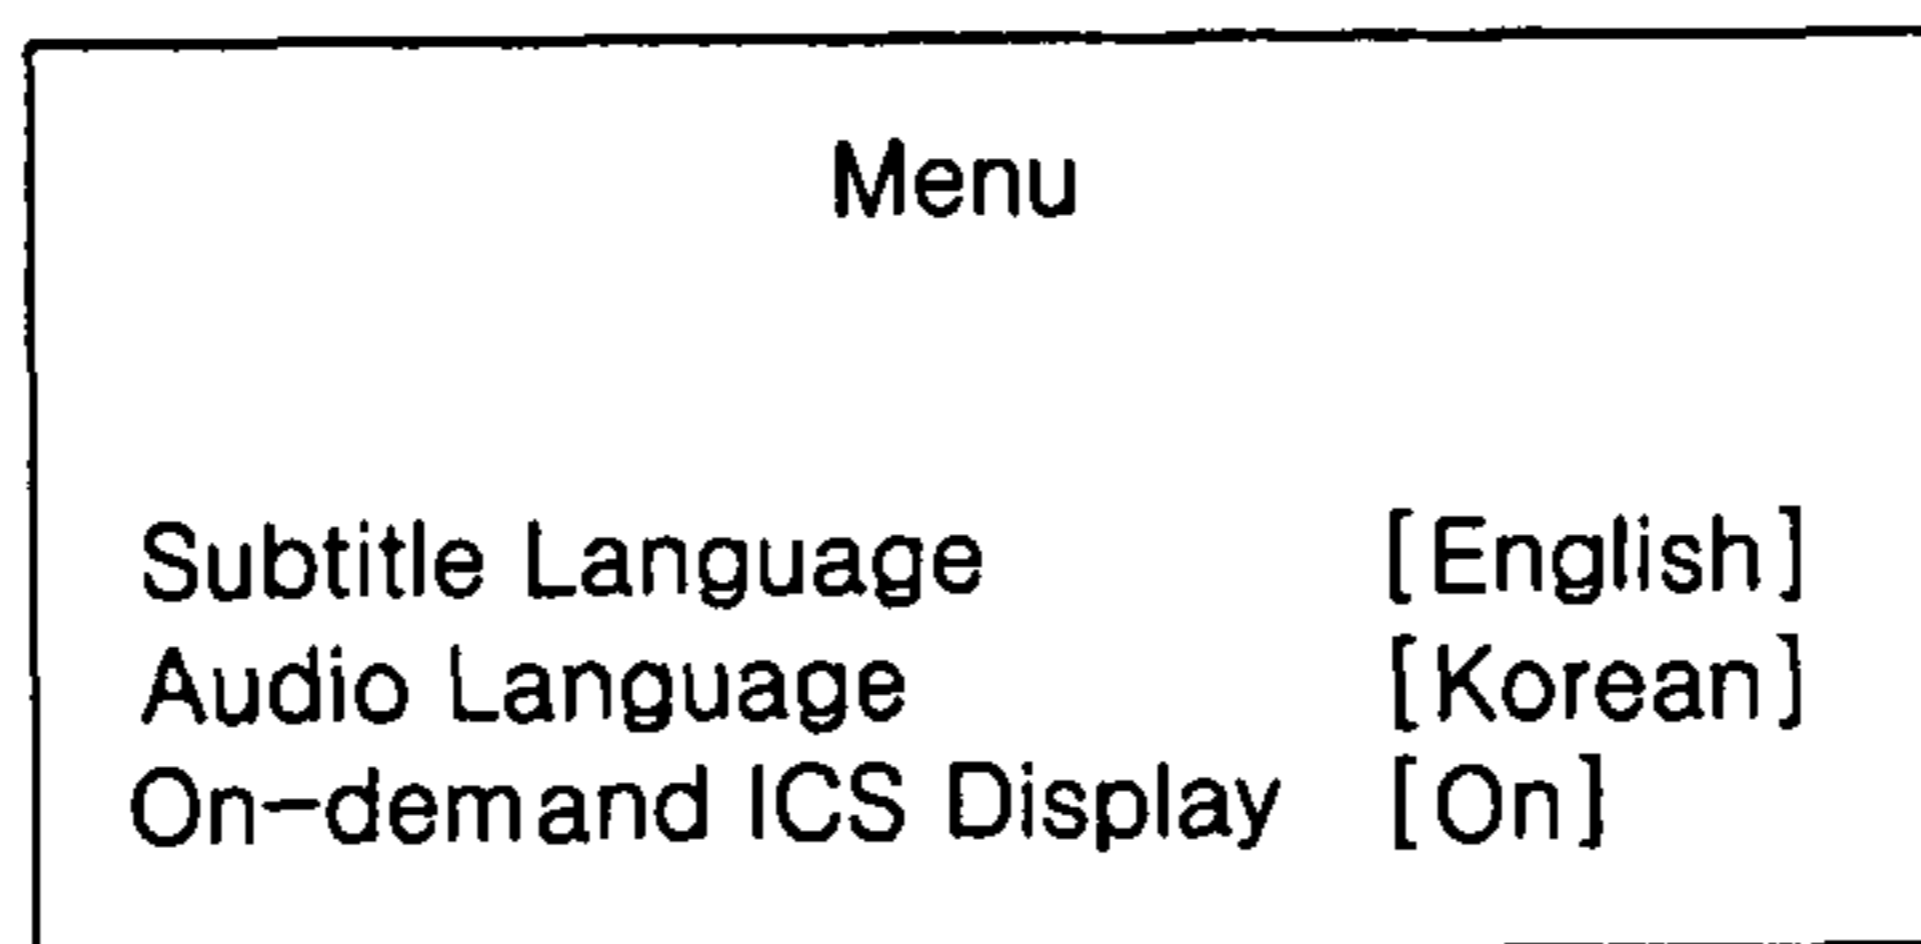 Menu
Subtitle Language [English]
Audio Language [Korean]
On-demand ICS Display [On]